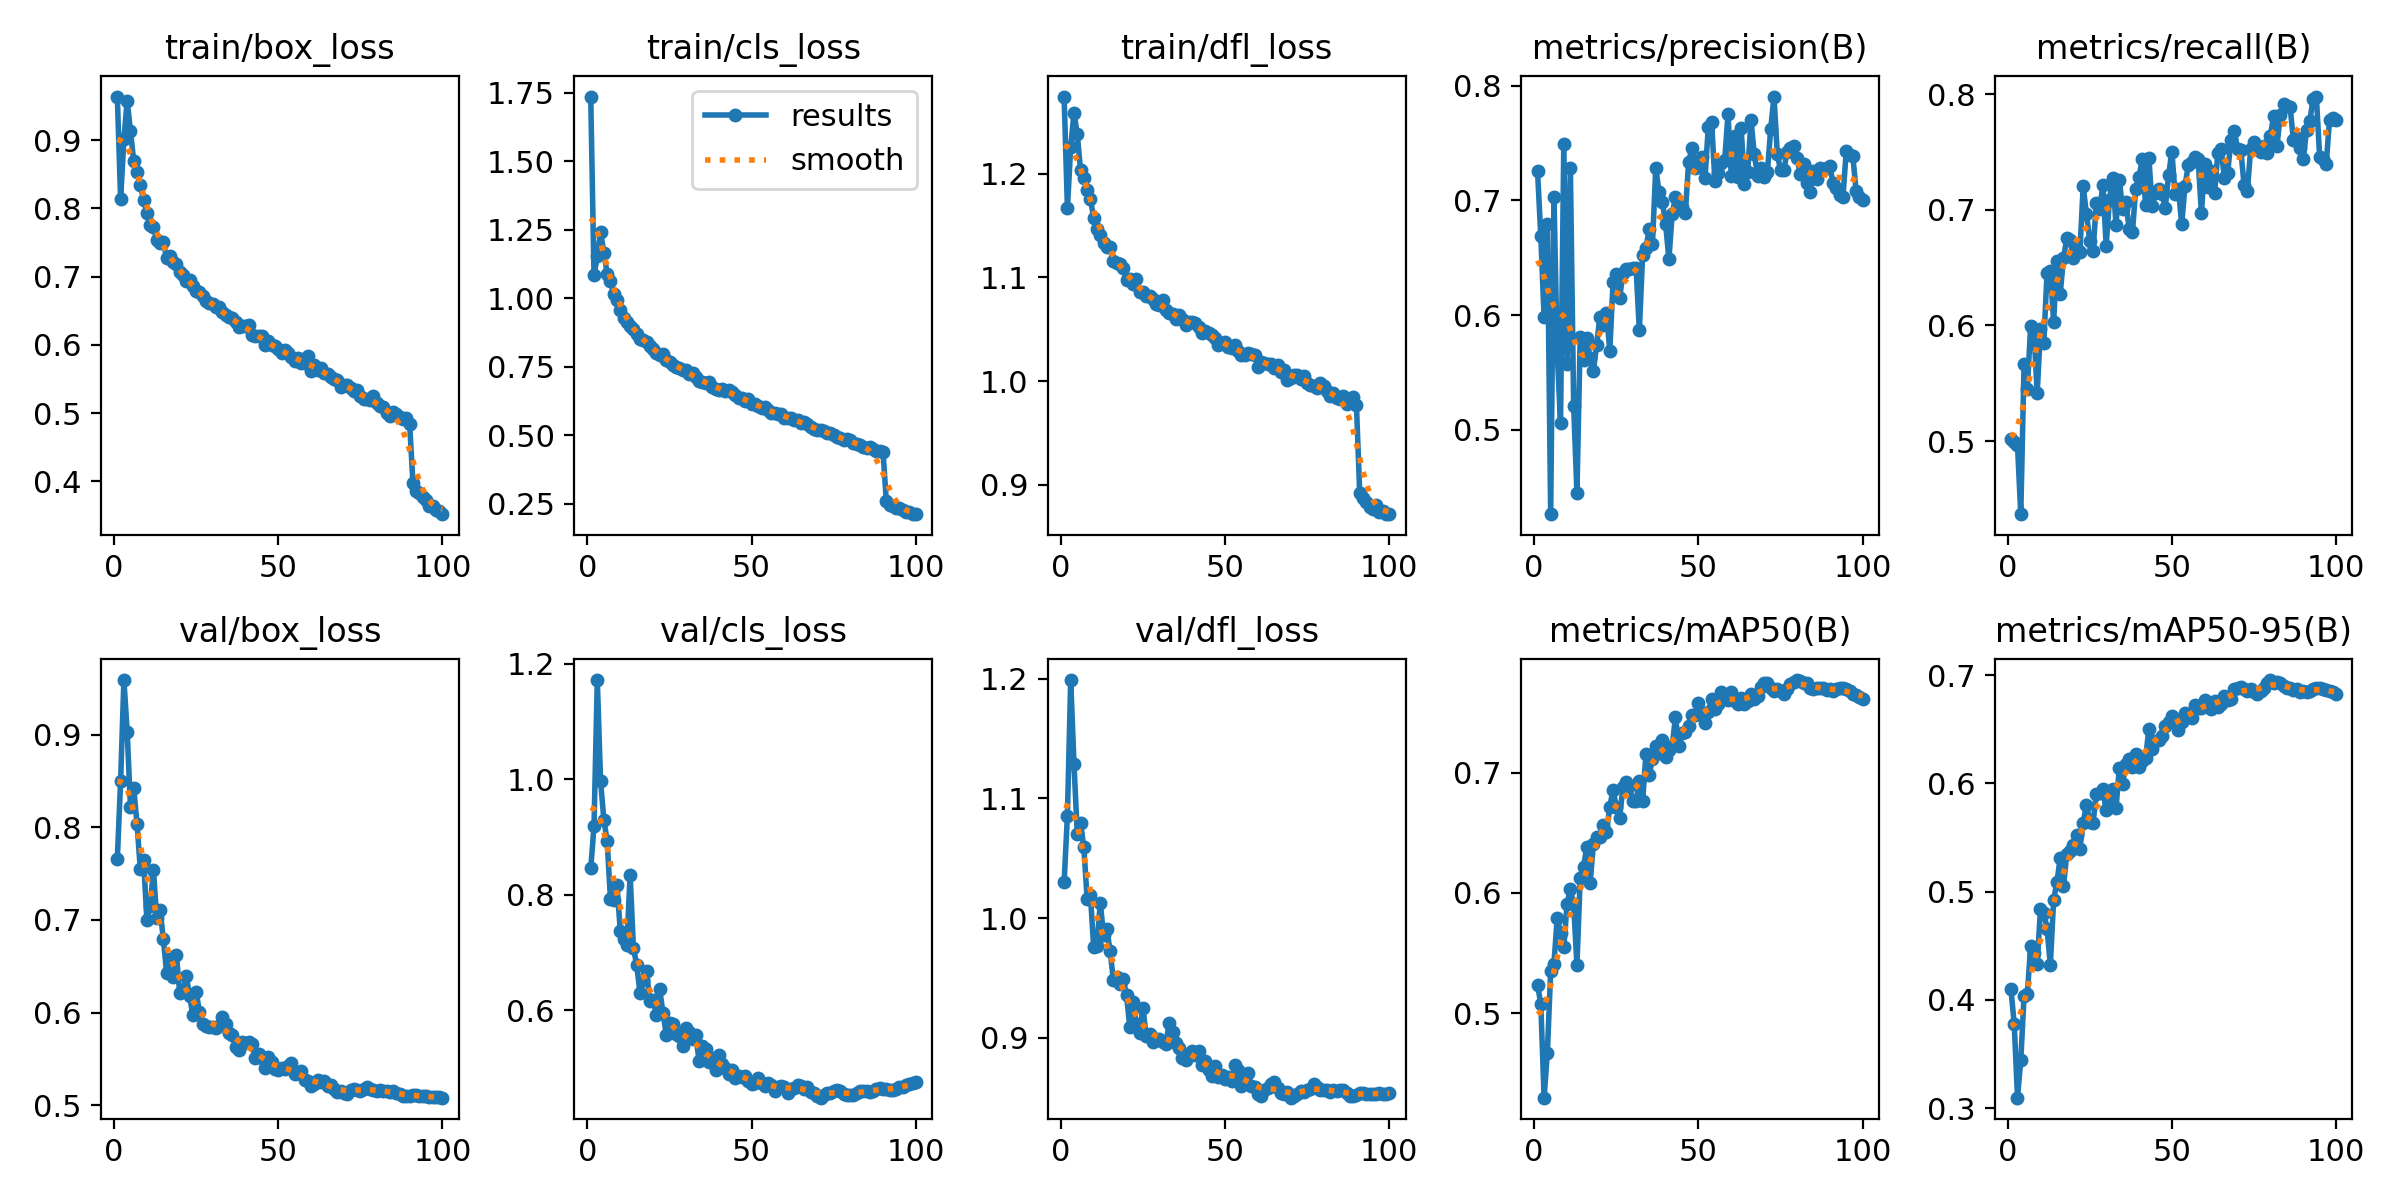 train/box_loss
0.9
0.8
0.7
0.6
0.5
0.4
0 50 100
train/cls_loss
results
smooth
1.75
1.50
1.25
1.00
0.75
0.50
0.25
0 50 100
train/dfl_loss
1.2
1.1
1.0
0.9
0 50 100
metrics/precision(B)
0.8
0.7
0.6
0.5
0 50 100
metrics/recall(B)
0.8
0.7
0.6
0.5
0 50 100
val/box_loss
0.9
0.8
0.7
0.6
0.5
0 50 100
val/cls_loss
1.2
1.0
0.8
0.6
0 50 100
val/dfl_loss
1.2
1.1
1.0
0.9
0 50 100
metrics/mAP50(B)
0.7
0.6
0.5
0 50 100
metrics/mAP50-95(B)
0.7
0.6
0.5
0.4
0.3
0 50 100